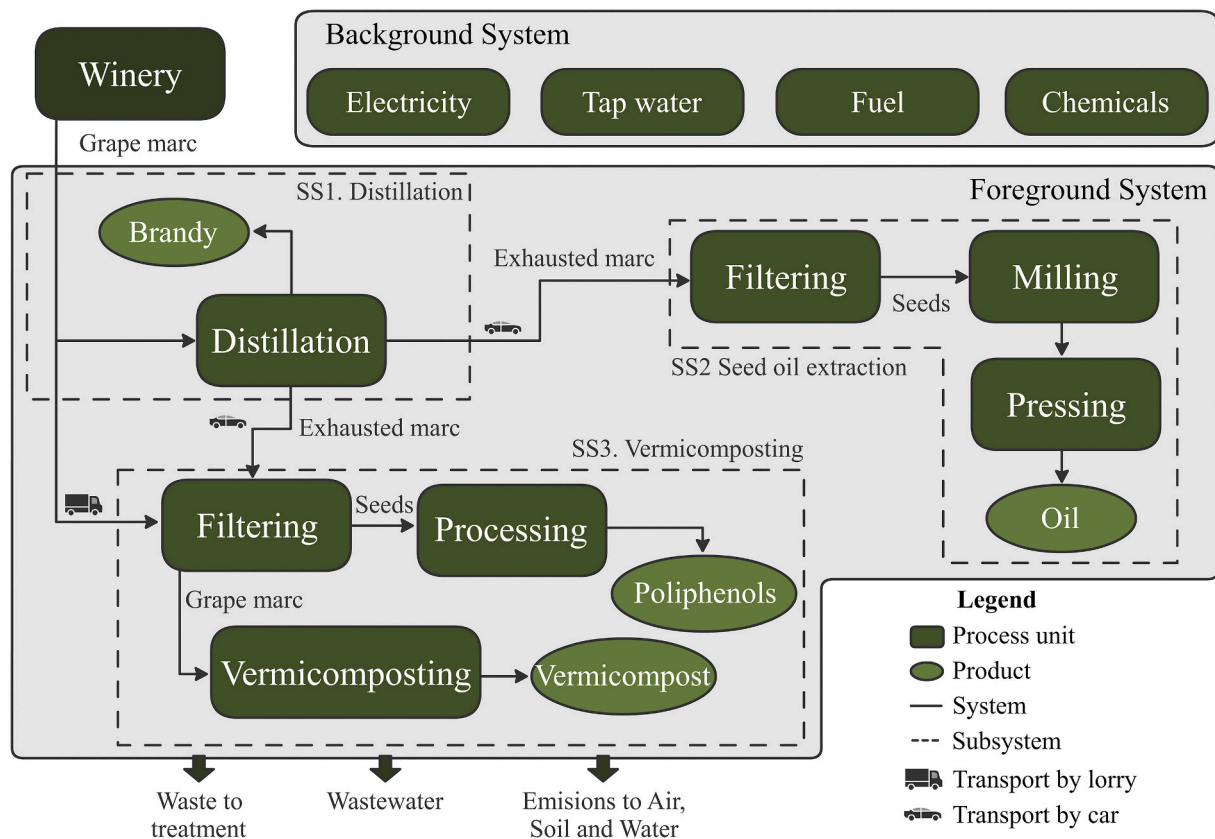 Winery
Background System
Electricity
Tap water
Fuel
Chemicals
Grape marc
Foreground System
SS1. Distillation
Brandy
Distillation
Exhausted marc
Filtering
Seeds
Milling
SS2 Seed oil extraction
Pressing
Oil
Exhausted marc
SS3. Vermicomposting
Filtering
Seeds
Processing
Poliphenols
Grape marc
Vermicomposting
Vermicompost
Legend
Process unit
Product
System
Subsystem
Transport by lorry
Transport by car
Waste to
treatment
Wastewater
Emisions to Air,
Soil and Water